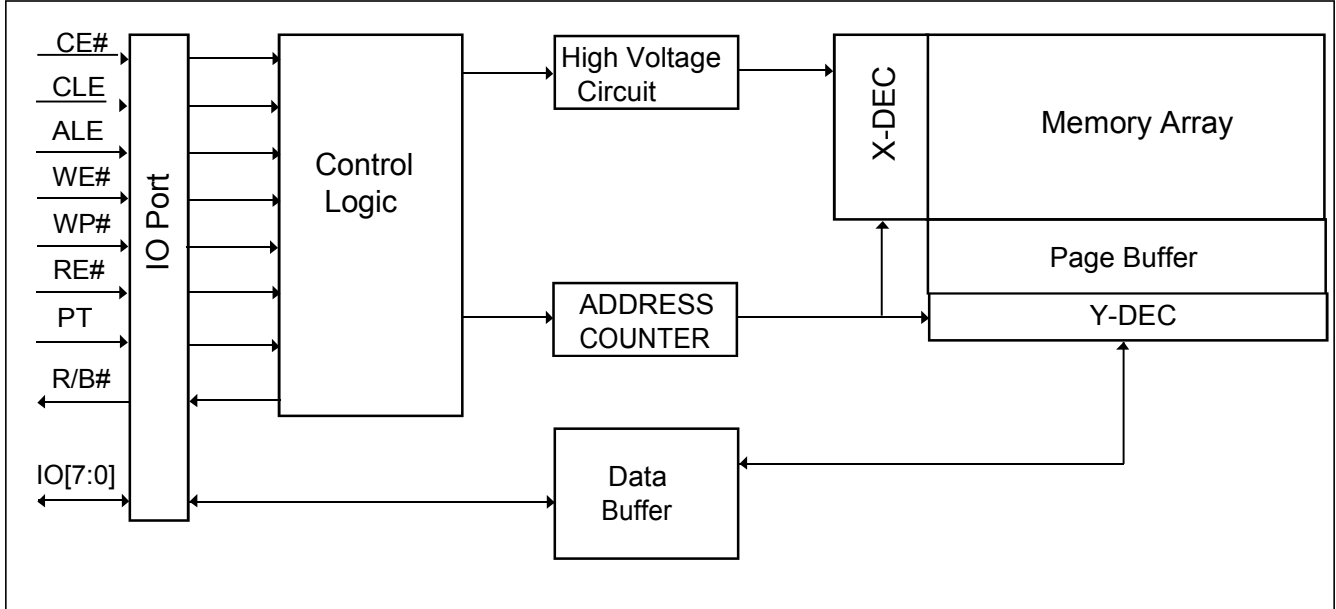 CE#
CLE
ALE
WE#
WP#
RE#
PT
R/B#
IO[7:0]
IO Port
Control
Logic
High Voltage
Circuit
ADDRESS
COUNTER
Data
Buffer
X-DEC
Memory Array
Page Buffer
Y-DEC